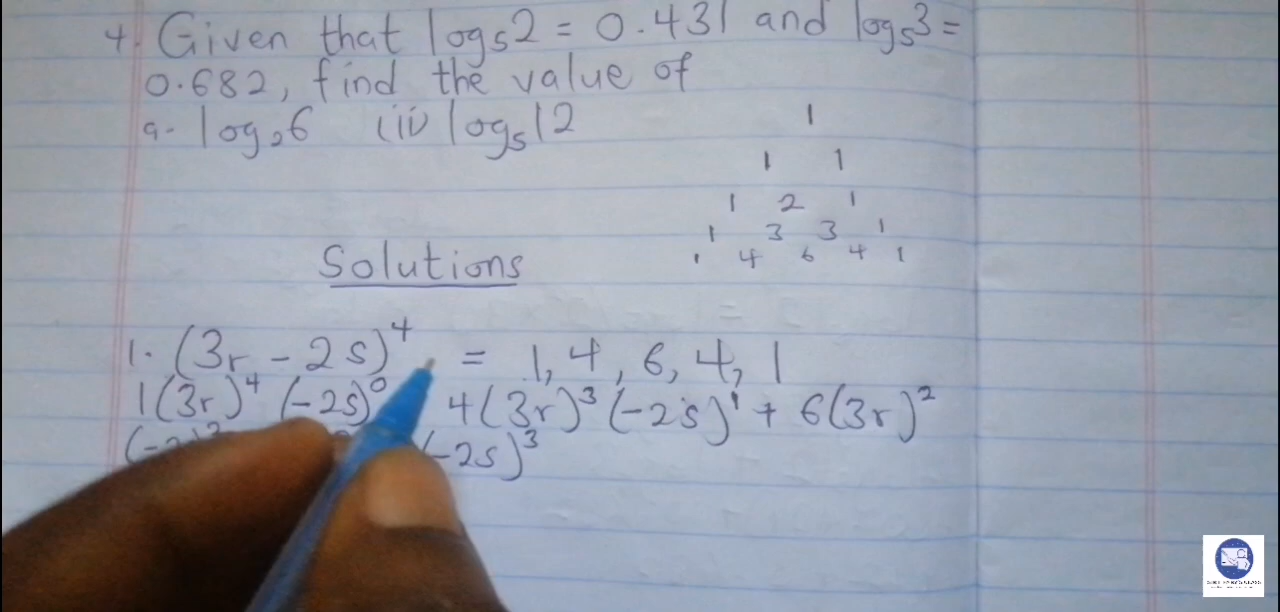 4. Given that log₅2 = 0.431 and log₅3 =
0.682, find the value of
a. log₂6 (ii) log₅12
1
1 1
1 2 1
1 3 3 1
1 4 6 4 1
Solutions
1. (3r - 2s)⁴ = 1, 4, 6, 4, 1
1(3r)⁴ (-2s)⁰ 4(3r)³ (-2s)¹ + 6(3r)²
(-2s)³